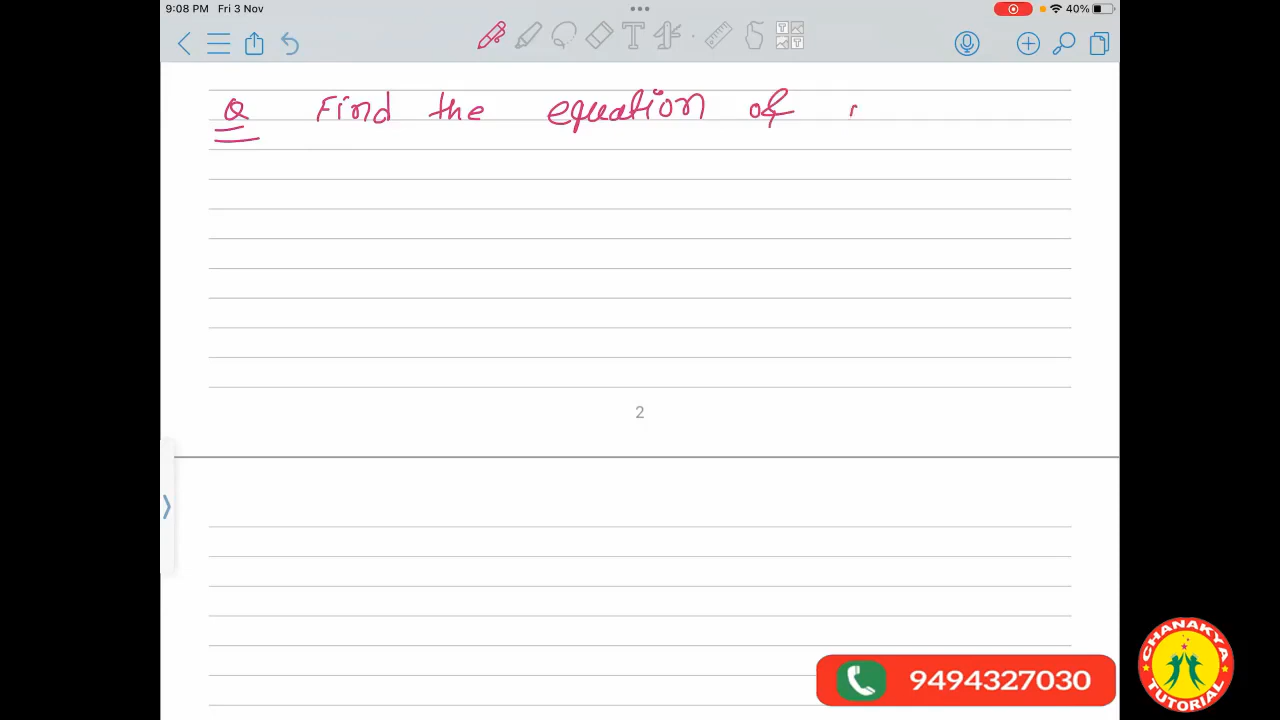 9:08 PM Fri 3 Nov
40%
Q Find the equation of
2
CHANAKYA TUTORIAL
9494327030